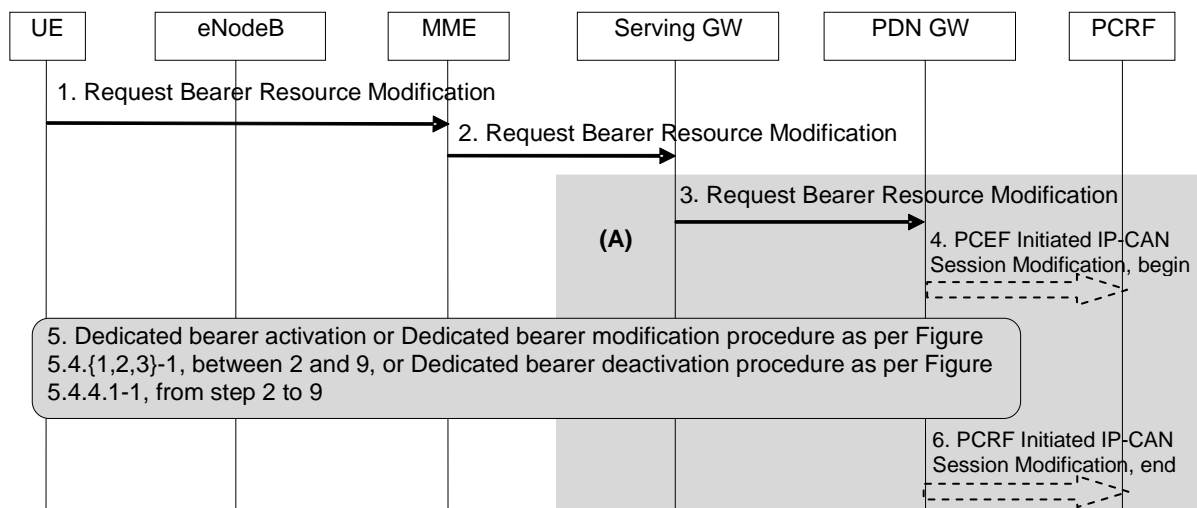 UE
eNodeB
MME
Serving GW
PDN GW
PCRF
1. Request Bearer Resource Modification
2. Request Bearer Resource Modification
3. Request Bearer Resource Modification
(A)
4. PCEF Initiated IP-CAN
Session Modification, begin
5. Dedicated bearer activation or Dedicated bearer modification procedure as per Figure
5.4.{1,2,3}-1, between 2 and 9, or Dedicated bearer deactivation procedure as per Figure
5.4.4.1-1, from step 2 to 9
6. PCRF Initiated IP-CAN
Session Modification, end